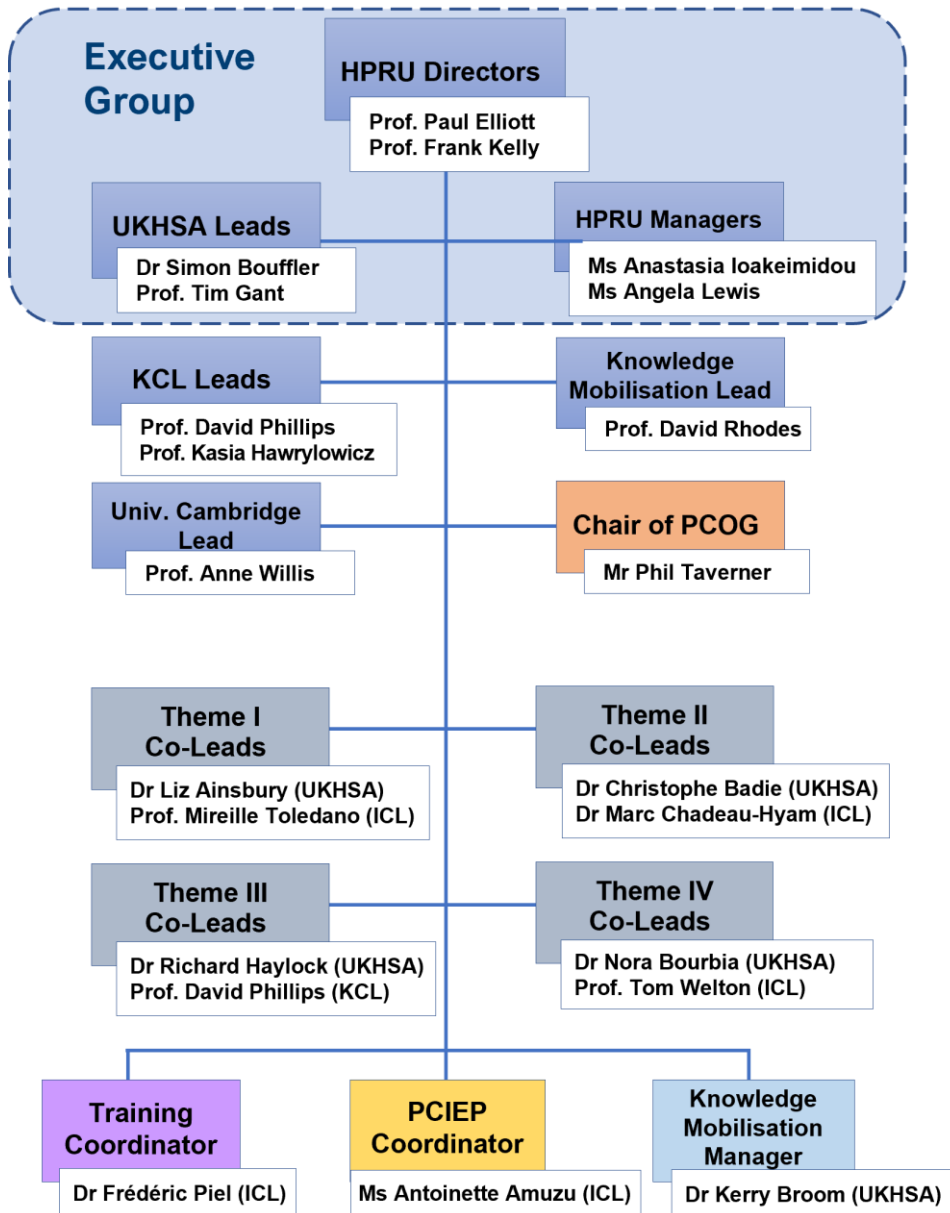 Executive
Group
HPRU Directors
Prof. Paul Elliott
Prof. Frank Kelly
UKHSA Leads
Dr Simon Bouffler
Prof. Tim Gant
HPRU Managers
Ms Anastasia Ioakeimidou
Ms Angela Lewis
KCL Leads
Prof. David Phillips
Prof. Kasia Hawrylowicz
Knowledge
Mobilisation Lead
Prof. David Rhodes
Univ. Cambridge
Lead
Prof. Anne Willis
Chair of PCOG
Mr Phil Taverner
Theme I
Co-Leads
Dr Liz Ainsbury (UKHSA)
Prof. Mireille Toledano (ICL)
Theme II
Co-Leads
Dr Christophe Badie (UKHSA)
Dr Marc Chadeau-Hyam (ICL)
Theme III
Co-Leads
Dr Richard Haylock (UKHSA)
Prof. David Phillips (KCL)
Theme IV
Co-Leads
Dr Nora Bourbia (UKHSA)
Prof. Tom Welton (ICL)
Training
Coordinator
Dr Frédéric Piel (ICL)
PCIEP
Coordinator
Ms Antoinette Amuzu (ICL)
Knowledge
Mobilisation
Manager
Dr Kerry Broom (UKHSA)